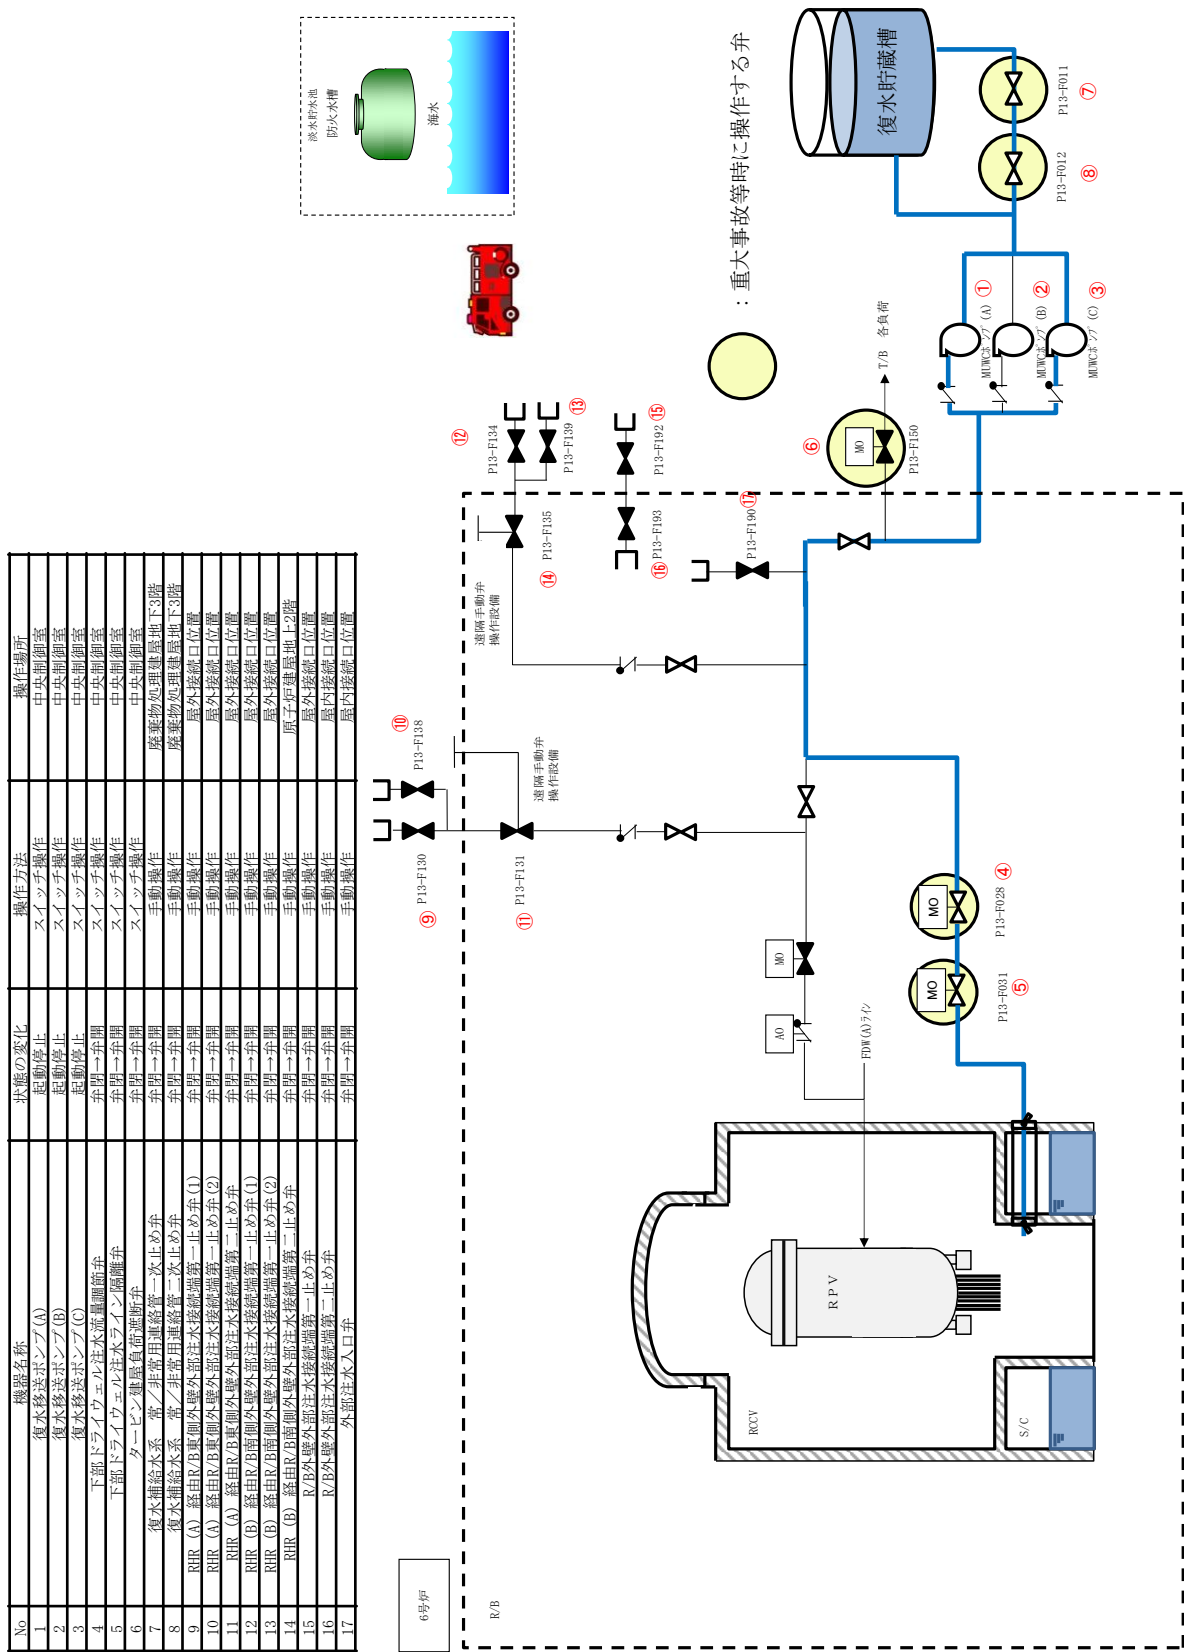 No 機器名称 状態の変化 操作方法 操作場所
1 復水移送ポンプ(A) 起動停止 スイッチ操作 中央制御室
2 復水移送ポンプ(B) 起動停止 スイッチ操作 中央制御室
3 復水移送ポンプ(C) 起動停止 スイッチ操作 中央制御室
4 下部ドライウェル注水流量調節弁 弁閉→弁開 スイッチ操作 中央制御室
5 下部ドライウェル注水ライン隔離弁 弁閉→弁開 スイッチ操作 中央制御室
6 タービン建屋負荷遮断弁 弁閉→弁開 スイッチ操作 中央制御室
7 復水補給水系 常/非常用連絡管一次止め弁 弁閉→弁開 手動操作 廃棄物処理建屋地下3階
8 復水補給水系 常/非常用連絡管二次止め弁 弁閉→弁開 手動操作 廃棄物処理建屋地下3階
9 RHR (A) 経由R/B東側外壁外部注水接続端第一止め弁(1) 弁閉→弁開 手動操作 屋外接続口位置
10 RHR (A) 経由R/B東側外壁外部注水接続端第一止め弁(2) 弁閉→弁開 手動操作 屋外接続口位置
11 RHR (A) 経由R/B東側外壁外部注水接続端第二止め弁 弁閉→弁開 手動操作 屋外接続口位置
12 RHR (B) 経由R/B南側外壁外部注水接続端第一止め弁(1) 弁閉→弁開 手動操作 屋外接続口位置
13 RHR (B) 経由R/B南側外壁外部注水接続端第一止め弁(2) 弁閉→弁開 手動操作 屋外接続口位置
14 RHR (B) 経由R/B南側外壁外部注水接続端第二止め弁 弁閉→弁開 手動操作 原子炉建屋地上2階
15 R/B外壁外部注水接続端第一止め弁 弁閉→弁開 手動操作 屋外接続口位置
16 R/B外壁外部注水接続端第二止め弁 弁閉→弁開 手動操作 屋内接続口位置
17 外部注水入口弁 弁閉→弁開 手動操作 屋内接続口位置
淡水貯水池
防火水槽
海水
6号炉
R/B
⑨ P13-F130
⑩ P13-F138
⑪ P13-F131
遠隔手動弁
操作設備
⑫ P13-F134
⑬ P13-F139
⑭ P13-F135
遠隔手動弁
操作設備
⑮ P13-F192
⑯ P13-F193
⑰ P13-F190
:重大事故等時に操作する弁
復水貯蔵槽
P13-F011 ⑦
P13-F012 ⑧
⑥ MO P13-F150
T/B 各負荷
MUWCポンプ(A) ①
MUWCポンプ(B) ②
MUWCポンプ(C) ③
MO
AO
FDW(A)ライン
MO P13-F028 ④
MO P13-F031 ⑤
RCCV
RPV
S/C